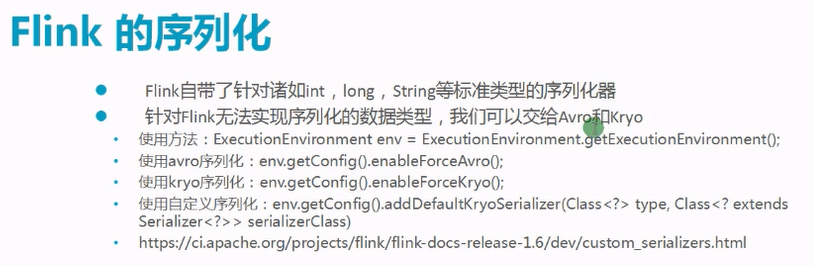 Flink 的序列化
• Flink自带了针对诸如int，long，String等标准类型的序列化器
• 针对Flink无法实现序列化的数据类型，我们可以交给Avro和Kryo
• 使用方法：ExecutionEnvironment env = ExecutionEnvironment.getExecutionEnvironment();
• 使用avro序列化：env.getConfig().enableForceAvro();
• 使用kryo序列化：env.getConfig().enableForceKryo();
• 使用自定义序列化：env.getConfig().addDefaultKryoSerializer(Class<?> type, Class<? extends
Serializer<?>> serializerClass)
• https://ci.apache.org/projects/flink/flink-docs-release-1.6/dev/custom_serializers.html